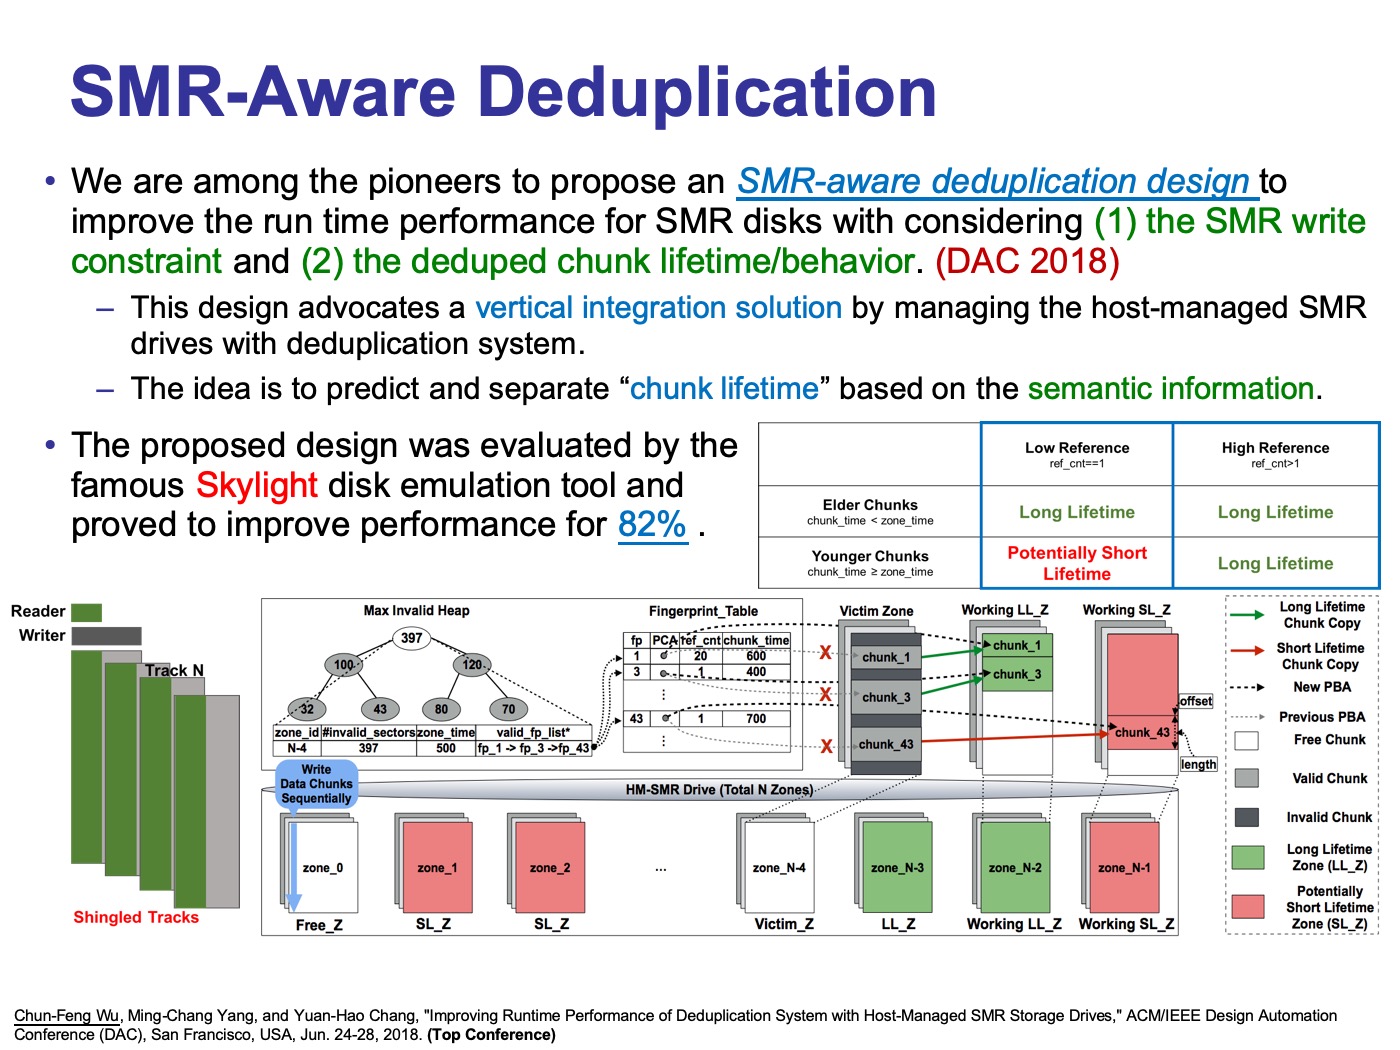 SMR-Aware Deduplication
• We are among the pioneers to propose an SMR-aware deduplication design to
improve the run time performance for SMR disks with considering (1) the SMR write
constraint and (2) the deduped chunk lifetime/behavior. (DAC 2018)
– This design advocates a vertical integration solution by managing the host-managed SMR
drives with deduplication system.
– The idea is to predict and separate “chunk lifetime” based on the semantic information.
• The proposed design was evaluated by the
famous Skylight disk emulation tool and
proved to improve performance for 82% .
Low Reference
ref_cnt==1
High Reference
ref_cnt>1
Elder Chunks
chunk_time < zone_time
Long Lifetime
Long Lifetime
Younger Chunks
chunk_time ≥ zone_time
Potentially Short
Lifetime
Long Lifetime
Reader
Writer
Track N
Shingled Tracks
Max Invalid Heap
397
100
120
32
43
80
70
zone_id #invalid_sectors zone_time valid_fp_list*
N-4 397 500 fp_1 -> fp_3 ->fp_43
Fingerprint_Table
fp PCA ref_cnt chunk_time
1 20 600
3 1 400
⋮ ⋮
43 1 700
⋮ ⋮
X
X
X
Victim Zone
chunk_1
chunk_3
chunk_43
Working LL_Z
chunk_1
chunk_3
Working SL_Z
chunk_43
offset
length
Write
Data Chunks
Sequentially
HM-SMR Drive (Total N Zones)
zone_0
zone_1
zone_2
...
zone_N-4
zone_N-3
zone_N-2
zone_N-1
Free_Z
SL_Z
SL_Z
Victim_Z
LL_Z
Working LL_Z
Working SL_Z
Long Lifetime
Chunk Copy
Short Lifetime
Chunk Copy
New PBA
Previous PBA
Free Chunk
Valid Chunk
Invalid Chunk
Long Lifetime
Zone (LL_Z)
Potentially
Short Lifetime
Zone (SL_Z)
Chun-Feng Wu, Ming-Chang Yang, and Yuan-Hao Chang, "Improving Runtime Performance of Deduplication System with Host-Managed SMR Storage Drives," ACM/IEEE Design Automation
Conference (DAC), San Francisco, USA, Jun. 24-28, 2018. (Top Conference)